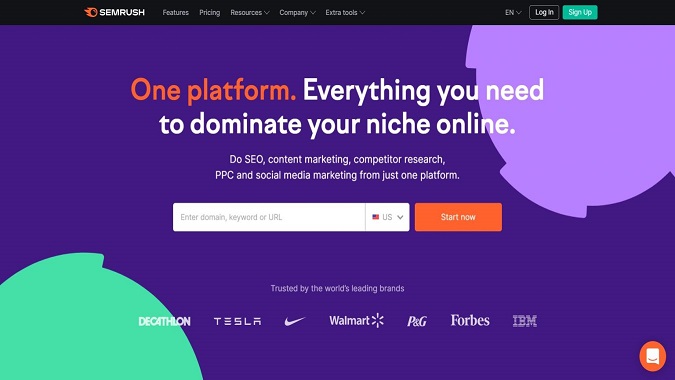 SEMRUSH Features Pricing Resources Company Extra tools EN Log In Sign Up
One platform. Everything you need
to dominate your niche online.
Do SEO, content marketing, competitor research,
PPC and social media marketing from just one platform.
Enter domain, keyword or URL US Start now
Trusted by the world's leading brands
DECATHLON TESLA Walmart P&G Forbes IBM